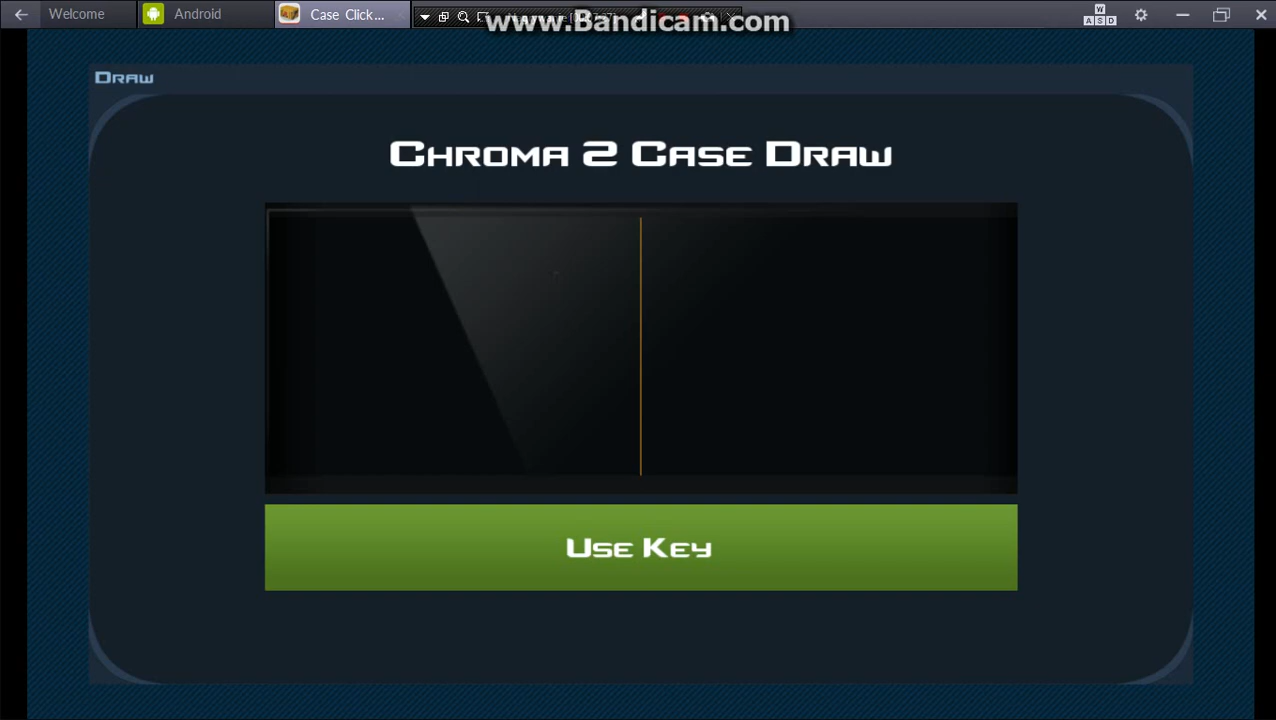 Welcome
Android
Case Click...
www.Bandicam.com
Draw
Chroma 2 Case Draw
Use Key